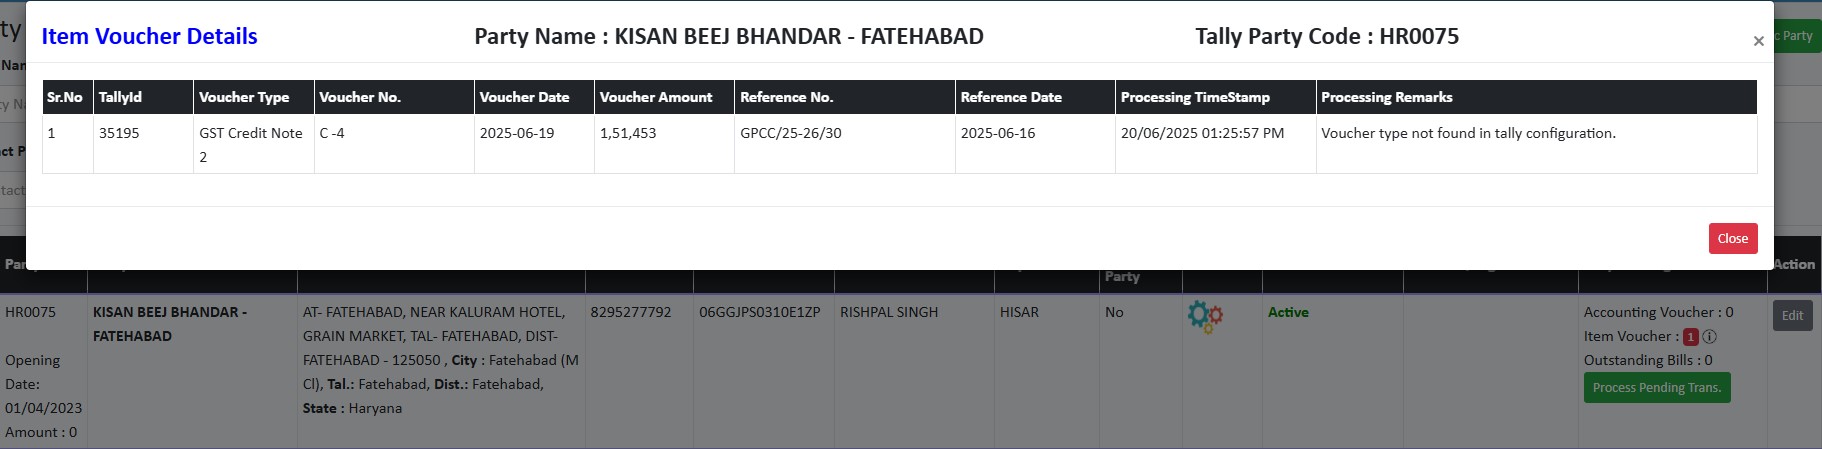 Item Voucher Details
Party Name : KISAN BEEJ BHANDAR - FATEHABAD
Tally Party Code : HR0075
×
ty
c Party
Nan
ty Na
Sr.No TallyId Voucher Type Voucher No. Voucher Date Voucher Amount Reference No. Reference Date Processing TimeStamp Processing Remarks
1 35195 GST Credit Note C -4 2025-06-19 1,51,453 GPCC/25-26/30 2025-06-16 20/06/2025 01:25:57 PM Voucher type not found in tally configuration.
2
act P
tact
Close
Par
Party
Action
HR0075 KISAN BEEJ BHANDAR - AT- FATEHABAD, NEAR KALURAM HOTEL, 8295277792 06GGJPS0310E1ZP RISHPAL SINGH HISAR No Active Accounting Voucher : 0 Edit
FATEHABAD GRAIN MARKET, TAL- FATEHABAD, DIST- Item Voucher : 1
Opening FATEHABAD - 125050 , City : Fatehabad (M Outstanding Bills : 0
Date: Cl), Tal.: Fatehabad, Dist.: Fatehabad, Process Pending Trans.
01/04/2023 State : Haryana
Amount : 0